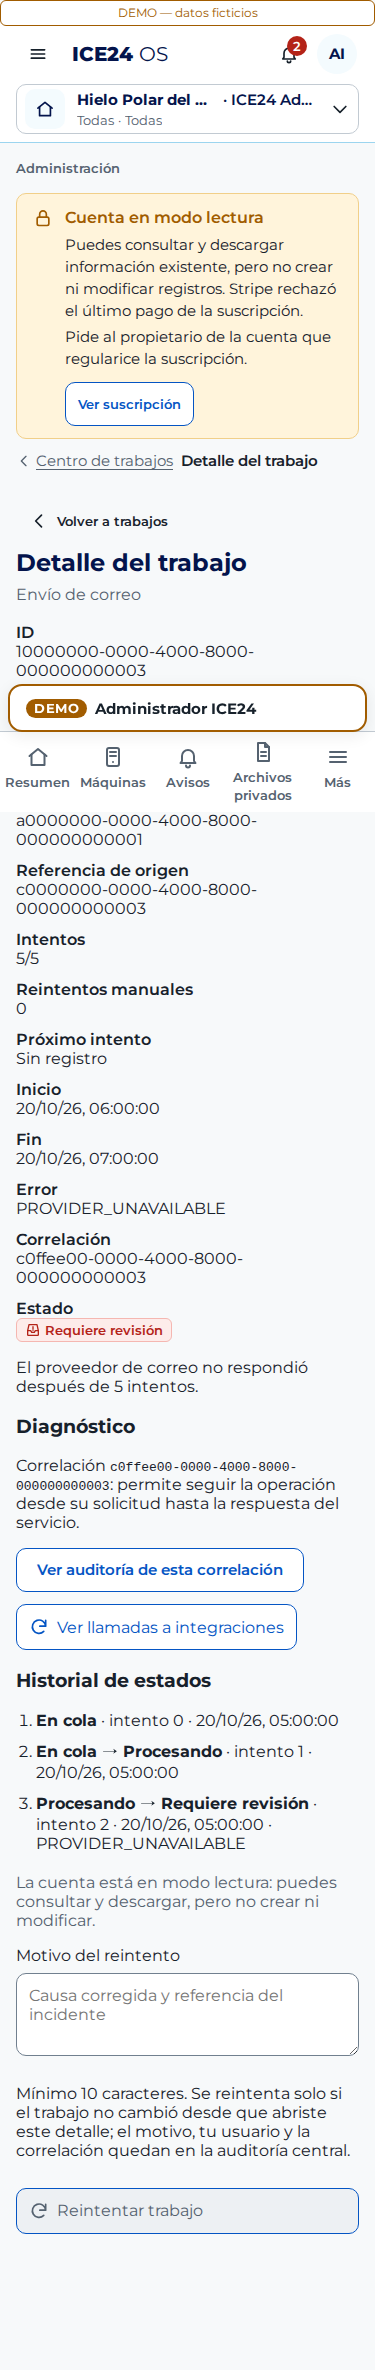 DEMO — datos ficticios
ICE24 OS
2
AI
Hielo Polar del ... · ICE24 Ad...
Todas · Todas
Administración
Cuenta en modo lectura
Puedes consultar y descargar
información existente, pero no crear
ni modificar registros. Stripe rechazó
el último pago de la suscripción.
Pide al propietario de la cuenta que
regularice la suscripción.
Ver suscripción
Centro de trabajos Detalle del trabajo
Volver a trabajos
Detalle del trabajo
Envío de correo
ID
10000000-0000-4000-8000-
000000000003
DEMO Administrador ICE24
Resumen
Máquinas
Avisos
Archivos
privados
Más
a0000000-0000-4000-8000-
000000000001
Referencia de origen
c0000000-0000-4000-8000-
000000000003
Intentos
5/5
Reintentos manuales
0
Próximo intento
Sin registro
Inicio
20/10/26, 06:00:00
Fin
20/10/26, 07:00:00
Error
PROVIDER_UNAVAILABLE
Correlación
c0ffee00-0000-4000-8000-
000000000003
Estado
Requiere revisión
El proveedor de correo no respondió
después de 5 intentos.
Diagnóstico
Correlación c0ffee00-0000-4000-8000-
000000000003: permite seguir la operación
desde su solicitud hasta la respuesta del
servicio.
Ver auditoría de esta correlación
Ver llamadas a integraciones
Historial de estados
1. En cola · intento 0 · 20/10/26, 05:00:00
2. En cola → Procesando · intento 1 ·
20/10/26, 05:00:00
3. Procesando → Requiere revisión ·
intento 2 · 20/10/26, 05:00:00 ·
PROVIDER_UNAVAILABLE
La cuenta está en modo lectura: puedes
consultar y descargar, pero no crear ni
modificar.
Motivo del reintento
Causa corregida y referencia del
incidente
Mínimo 10 caracteres. Se reintenta solo si
el trabajo no cambió desde que abriste
este detalle; el motivo, tu usuario y la
correlación quedan en la auditoría central.
Reintentar trabajo